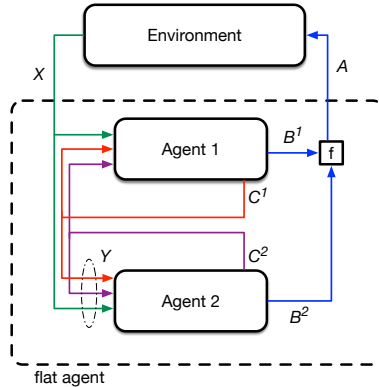 Environment
X
A
Agent 1
B¹
f
C¹
Y
C²
Agent 2
B²
flat agent